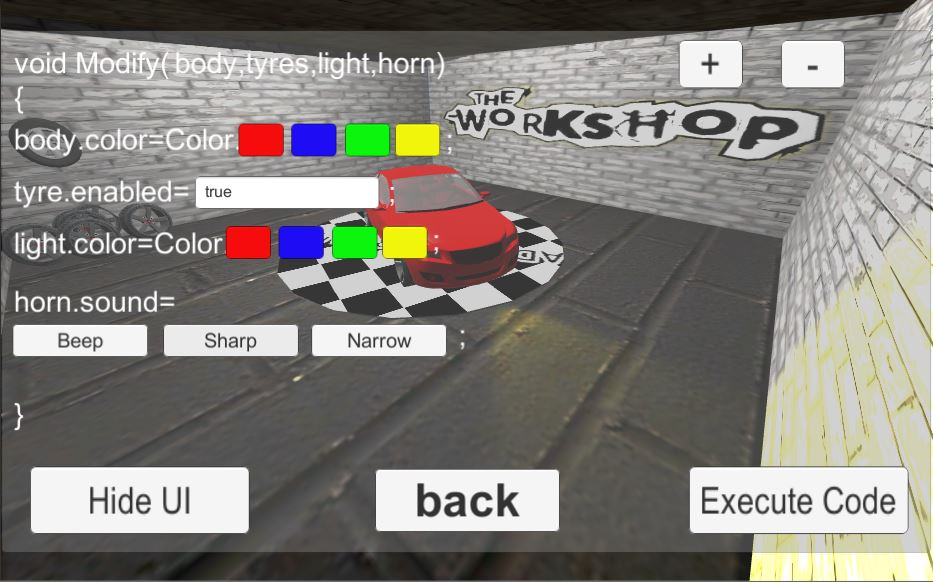 void Modify( body,tyres,light,horn)
+ -
{
THE
WORKSHOP
body.color=Color. ;
tyre.enabled= true ;
light.color=Color. ;
horn.sound=
Beep Sharp Narrow ;
}
Hide UI back Execute Code